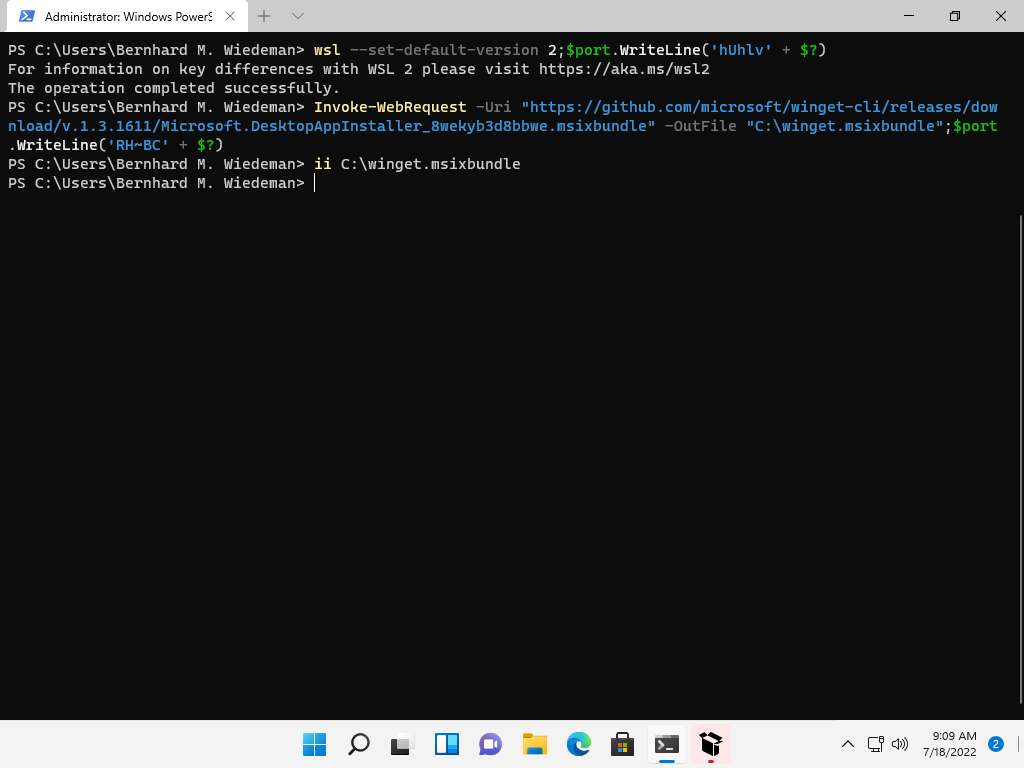 Administrator: Windows PowerS
PS C:\Users\Bernhard M. Wiedeman> wsl --set-default-version 2;$port.WriteLine('hUhlv' + $?)
For information on key differences with WSL 2 please visit https://aka.ms/wsl2
The operation completed successfully.
PS C:\Users\Bernhard M. Wiedeman> Invoke-WebRequest -Uri "https://github.com/microsoft/winget-cli/releases/dow
nload/v.1.3.1611/Microsoft.DesktopAppInstaller_8wekyb3d8bbwe.msixbundle" -OutFile "C:\winget.msixbundle";$port
.WriteLine('RH~BC' + $?)
PS C:\Users\Bernhard M. Wiedeman> ii C:\winget.msixbundle
PS C:\Users\Bernhard M. Wiedeman>
9:09 AM
7/18/2022
2